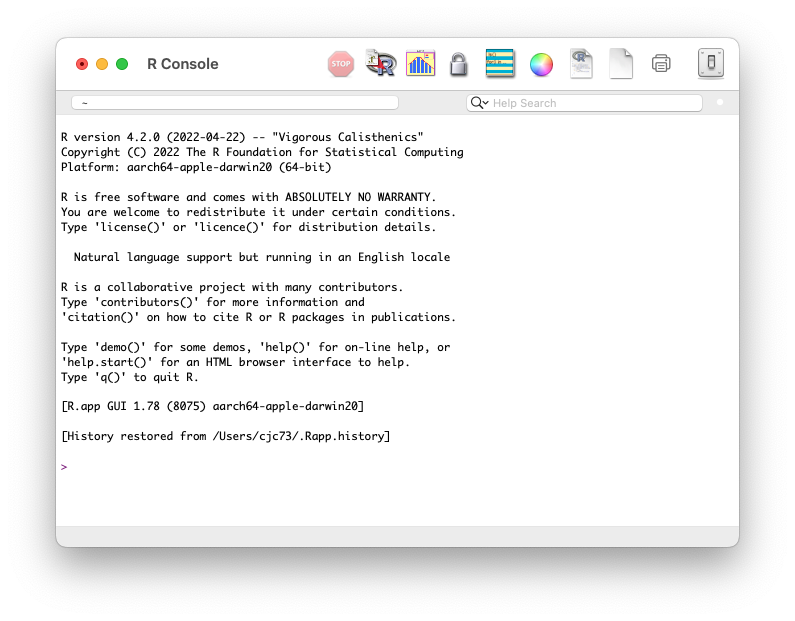 R Console
STOP
R
~
Help Search
R version 4.2.0 (2022-04-22) -- "Vigorous Calisthenics"
Copyright (C) 2022 The R Foundation for Statistical Computing
Platform: aarch64-apple-darwin20 (64-bit)
R is free software and comes with ABSOLUTELY NO WARRANTY.
You are welcome to redistribute it under certain conditions.
Type 'license()' or 'licence()' for distribution details.
Natural language support but running in an English locale
R is a collaborative project with many contributors.
Type 'contributors()' for more information and
'citation()' on how to cite R or R packages in publications.
Type 'demo()' for some demos, 'help()' for on-line help, or
'help.start()' for an HTML browser interface to help.
Type 'q()' to quit R.
[R.app GUI 1.78 (8075) aarch64-apple-darwin20]
[History restored from /Users/cjc73/.Rapp.history]
>